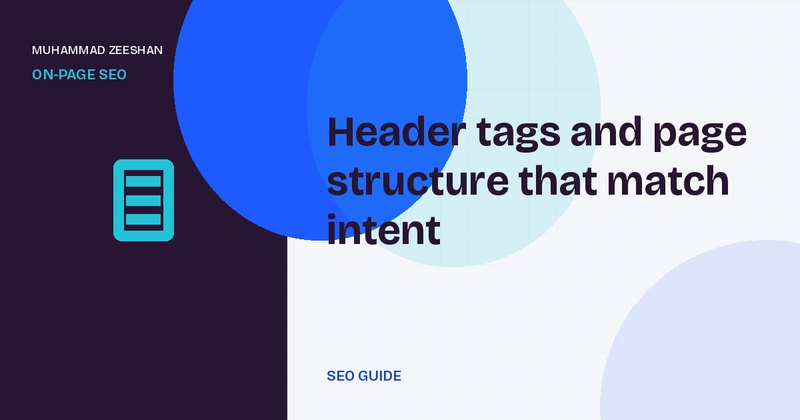 MUHAMMAD ZEESHAN
ON-PAGE SEO
Header tags and page
structure that match
intent
SEO GUIDE